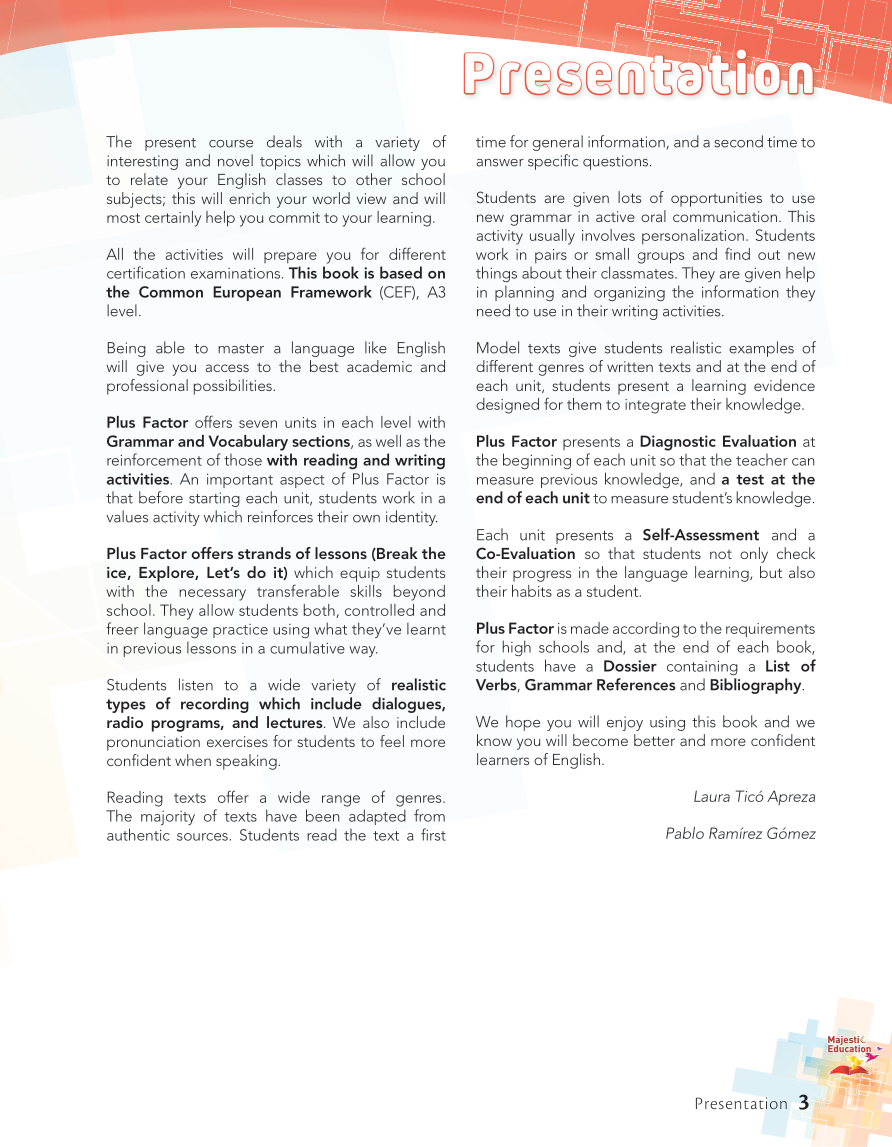 Presentation
The present course deals with a variety of
interesting and novel topics which will allow you
to relate your English classes to other school
subjects; this will enrich your world view and will
most certainly help you commit to your learning.
All the activities will prepare you for different
certification examinations. This book is based on
the Common European Framework (CEF), A3
level.
Being able to master a language like English
will give you access to the best academic and
professional possibilities.
Plus Factor offers seven units in each level with
Grammar and Vocabulary sections, as well as the
reinforcement of those with reading and writing
activities. An important aspect of Plus Factor is
that before starting each unit, students work in a
values activity which reinforces their own identity.
Plus Factor offers strands of lessons (Break the
ice, Explore, Let’s do it) which equip students
with the necessary transferable skills beyond
school. They allow students both, controlled and
freer language practice using what they’ve learnt
in previous lessons in a cumulative way.
Students listen to a wide variety of realistic
types of recording which include dialogues,
radio programs, and lectures. We also include
pronunciation exercises for students to feel more
confident when speaking.
Reading texts offer a wide range of genres.
The majority of texts have been adapted from
authentic sources. Students read the text a first
time for general information, and a second time to
answer specific questions.
Students are given lots of opportunities to use
new grammar in active oral communication. This
activity usually involves personalization. Students
work in pairs or small groups and find out new
things about their classmates. They are given help
in planning and organizing the information they
need to use in their writing activities.
Model texts give students realistic examples of
different genres of written texts and at the end of
each unit, students present a learning evidence
designed for them to integrate their knowledge.
Plus Factor presents a Diagnostic Evaluation at
the beginning of each unit so that the teacher can
measure previous knowledge, and a test at the
end of each unit to measure student’s knowledge.
Each unit presents a Self-Assessment and a
Co-Evaluation so that students not only check
their progress in the language learning, but also
their habits as a student.
Plus Factor is made according to the requirements
for high schools and, at the end of each book,
students have a Dossier containing a List of
Verbs, Grammar References and Bibliography.
We hope you will enjoy using this book and we
know you will become better and more confident
learners of English.
Laura Ticó Apreza
Pablo Ramírez Gómez
Majestic
Education
Presentation 3